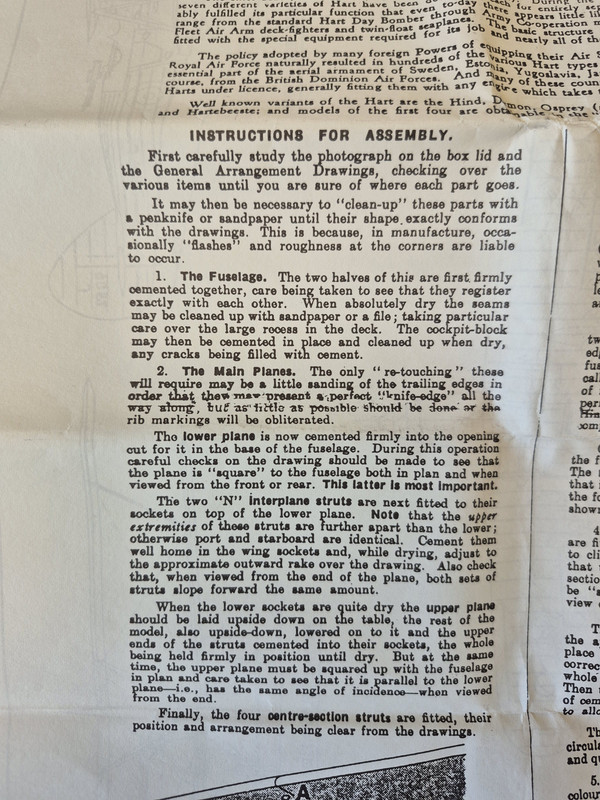 seven different varieties of Hart have been
ably fulfilled its particular function that even to-day there appears little
range from the standard Hart Day Bomber through Army Co-operation
Fleet Air Arm deck-fighters and twin-float seaplanes. The basic structure
fitted with the special equipment required for its job and nearly all of
The policy adopted by many foreign Powers of equipping their Air
Royal Air Force naturally resulted in hundreds of the various Hart types
essential part of the aerial armament of Sweden, Estonia, Yugoslavia,
course, from the British Dominion Air Forces. And many of these
Harts under licence, generally fitting them with any engine which takes
Well known variants of the Hart are the Hind, Demon, Osprey
and Hartebeeste; and models of the first four are obtainable in the
INSTRUCTIONS FOR ASSEMBLY.
First carefully study the photograph on the box lid and
the General Arrangement Drawings, checking over the
various items until you are sure of where each part goes.
It may then be necessary to "clean-up" these parts with
a penknife or sandpaper until their shape exactly conforms
with the drawings. This is because, in manufacture, occa-
sionally "flashes" and roughness at the corners are liable
to occur.
1. The Fuselage. The two halves of this are first firmly
cemented together, care being taken to see that they register
exactly with each other. When absolutely dry the seams
may be cleaned up with sandpaper or a file; taking particular
care over the large recess in the deck. The cockpit-block
may then be cemented in place and cleaned up when dry,
any cracks being filled with cement.
2. The Main Planes. The only "re-touching" these
will require may be a little sanding of the trailing edges in
order that they may present a perfect "knife-edge" all the
way along, but as little as possible should be done or the
rib markings will be obliterated.
The lower plane is now cemented firmly into the opening
cut for it in the base of the fuselage. During this operation
careful checks on the drawing should be made to see that
the plane is "square" to the fuselage both in plan and when
viewed from the front or rear. This latter is most important.
The two "N" interplane struts are next fitted to their
sockets on top of the lower plane. Note that the upper
extremities of these struts are further apart than the lower;
otherwise port and starboard are identical. Cement them
well home in the wing sockets and, while drying, adjust to
the approximate outward rake over the drawing. Also check
that, when viewed from the end of the plane, both sets of
struts slope forward the same amount.
When the lower sockets are quite dry the upper plane
should be laid upside down on the table, the rest of the
model, also upside-down, lowered on to it and the upper
ends of the struts cemented into their sockets, the whole
being held firmly in position until dry. But at the same
time, the upper plane must be squared up with the fuselage
in plan and care taken to see that it is parallel to the lower
plane—i.e., has the same angle of incidence—when viewed
from the end.
Finally, the four centre-section struts are fitted, their
position and arrangement being clear from the drawings.
A